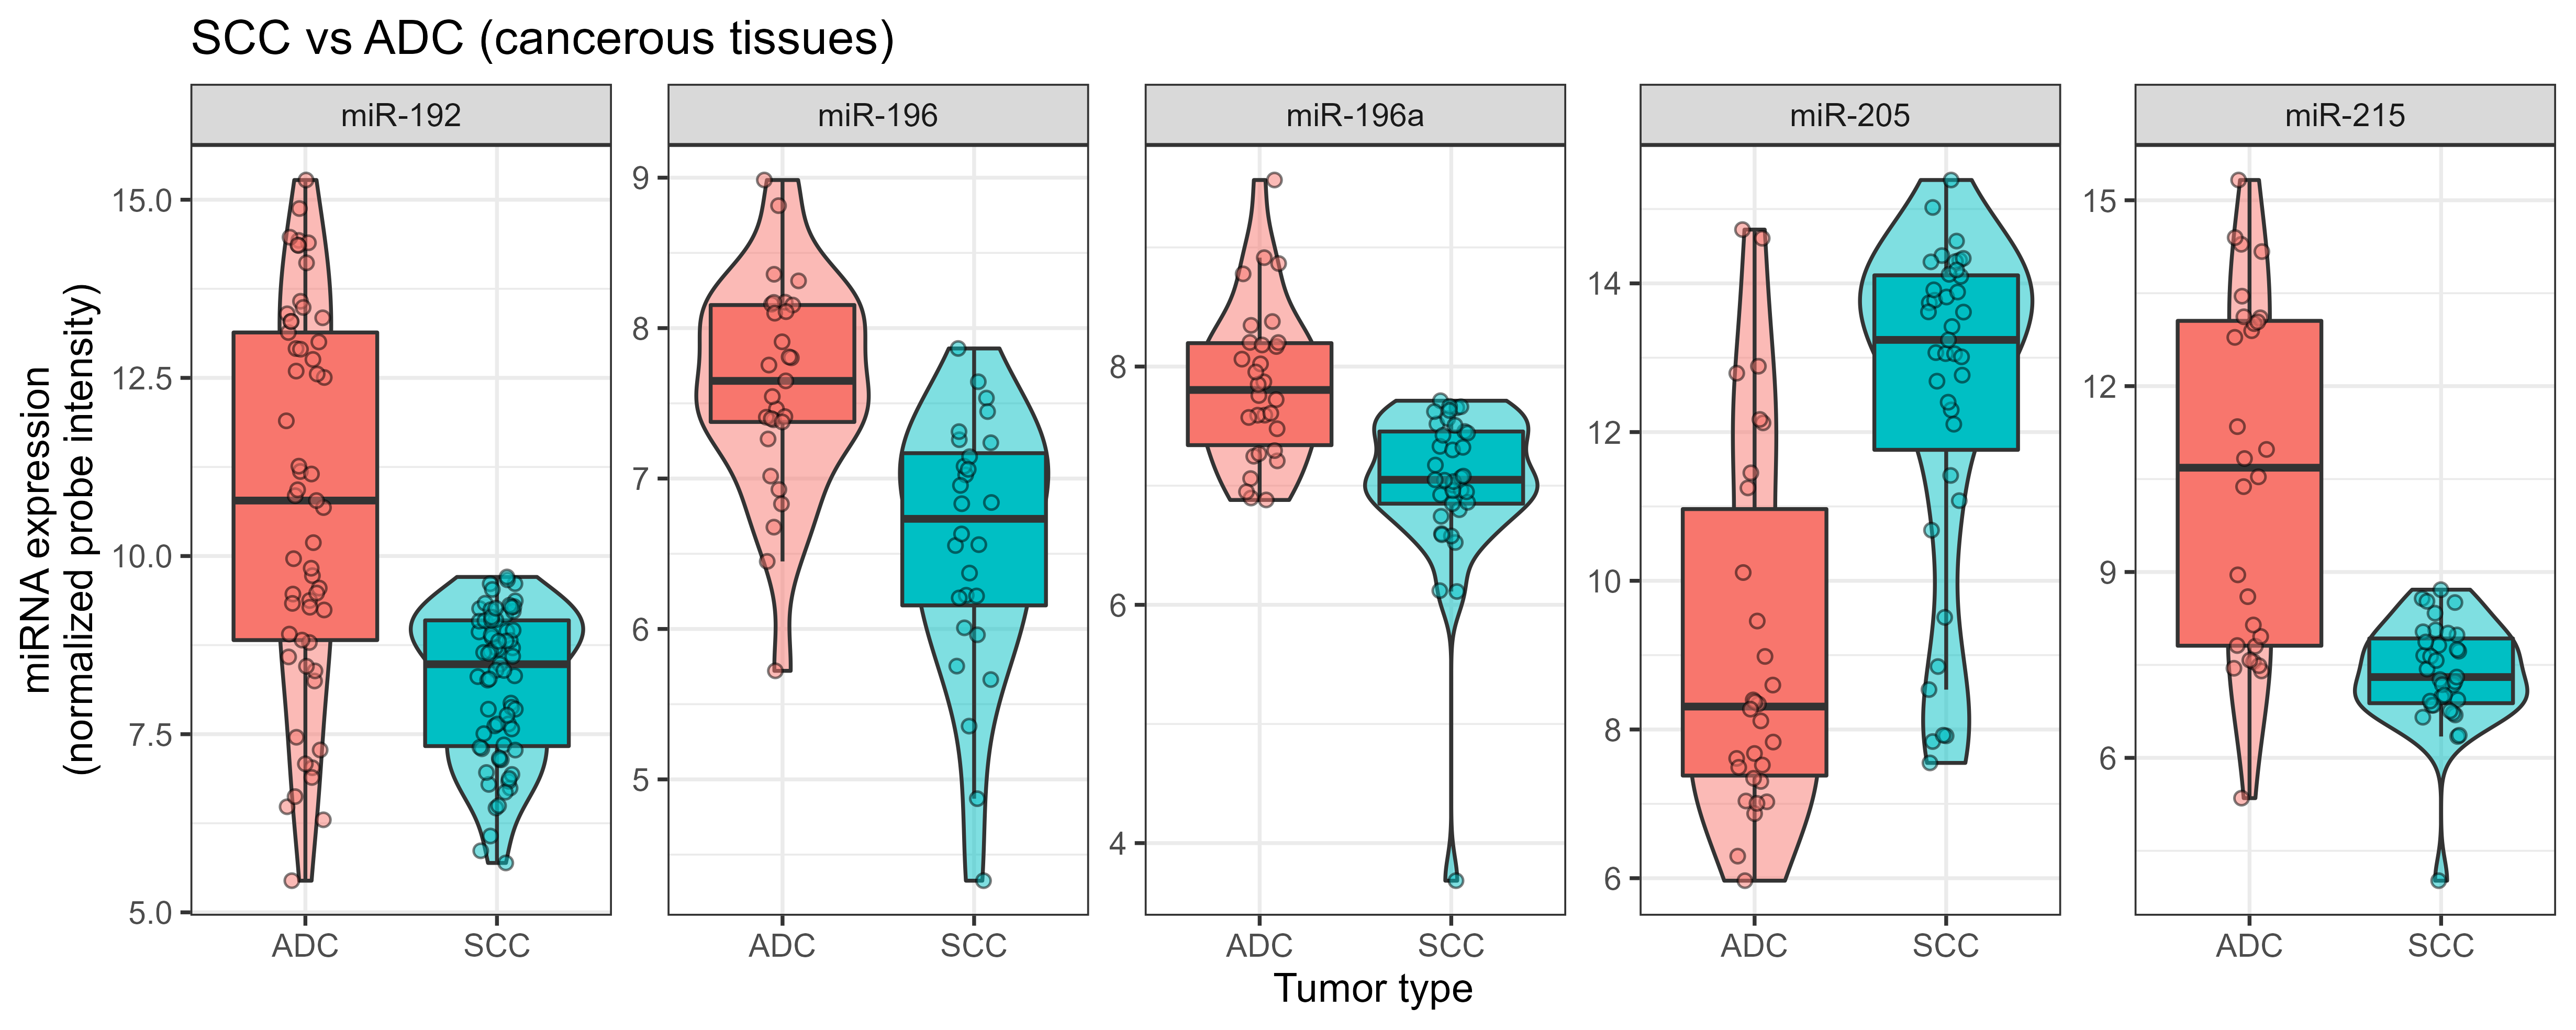 SCC vs ADC (cancerous tissues)
miR-192
miR-196
miR-196a
miR-205
miR-215
miRNA expression
(normalized probe intensity)
15.0
12.5
10.0
7.5
5.0
9
8
7
6
5
8
6
4
14
12
10
8
6
15
12
9
6
ADC SCC
ADC SCC
ADC SCC
ADC SCC
ADC SCC
Tumor type